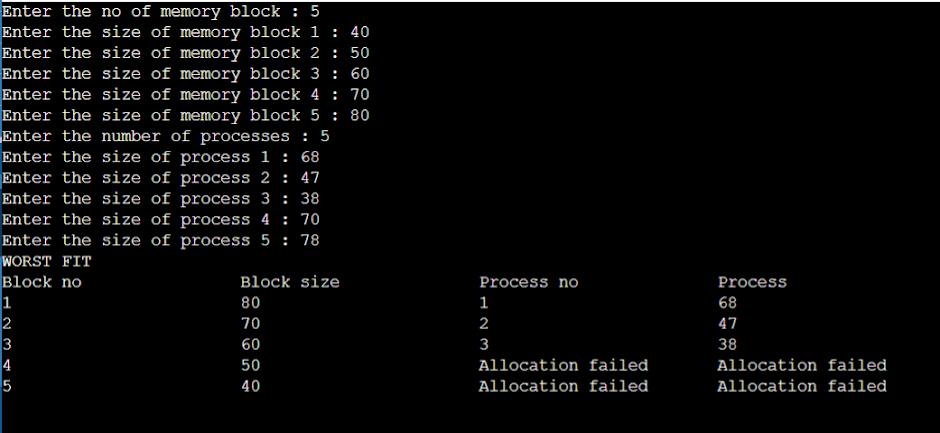 Enter the no of memory block : 5
Enter the size of memory block 1 : 40
Enter the size of memory block 2 : 50
Enter the size of memory block 3 : 60
Enter the size of memory block 4 : 70
Enter the size of memory block 5 : 80
Enter the number of processes : 5
Enter the size of process 1 : 68
Enter the size of process 2 : 47
Enter the size of process 3 : 38
Enter the size of process 4 : 70
Enter the size of process 5 : 78
WORST FIT
Block no Block size Process no Process
1 80 1 68
2 70 2 47
3 60 3 38
4 50 Allocation failed Allocation failed
5 40 Allocation failed Allocation failed